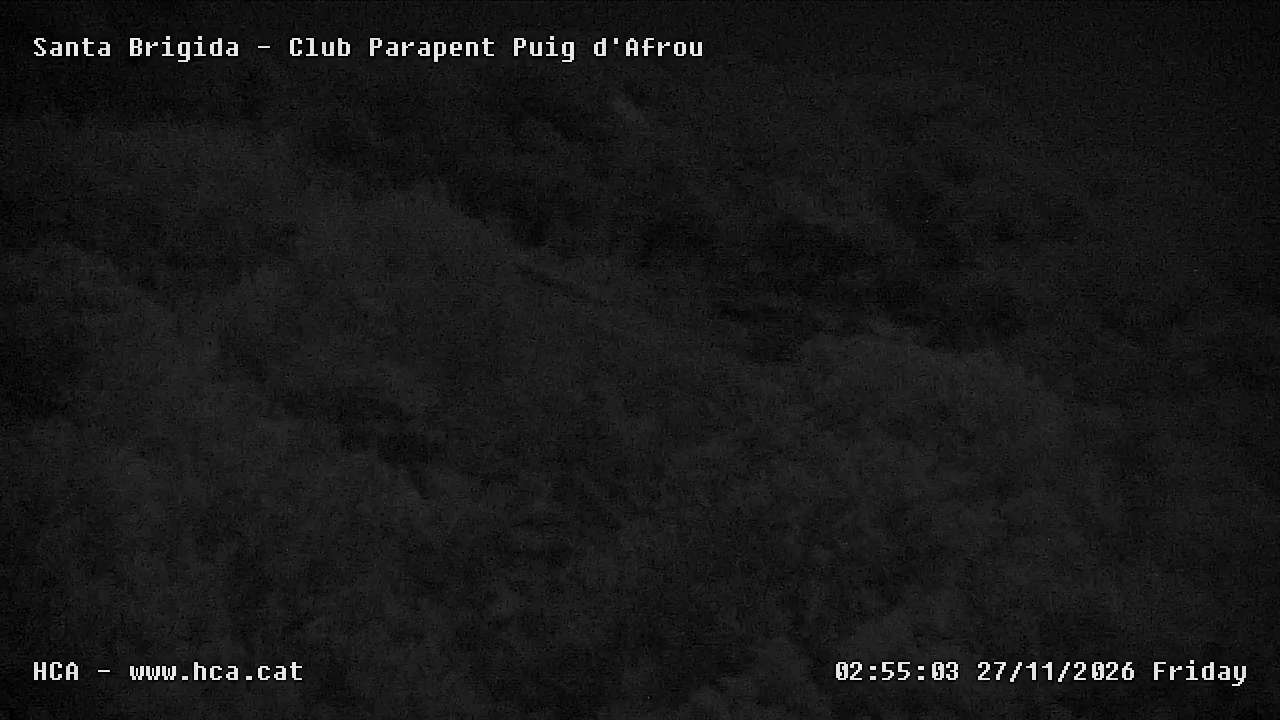 Santa Brigida - Club Parapent Puig d'Afrou
HCA - www.hca.cat
02:55:03 27/11/2026 Friday